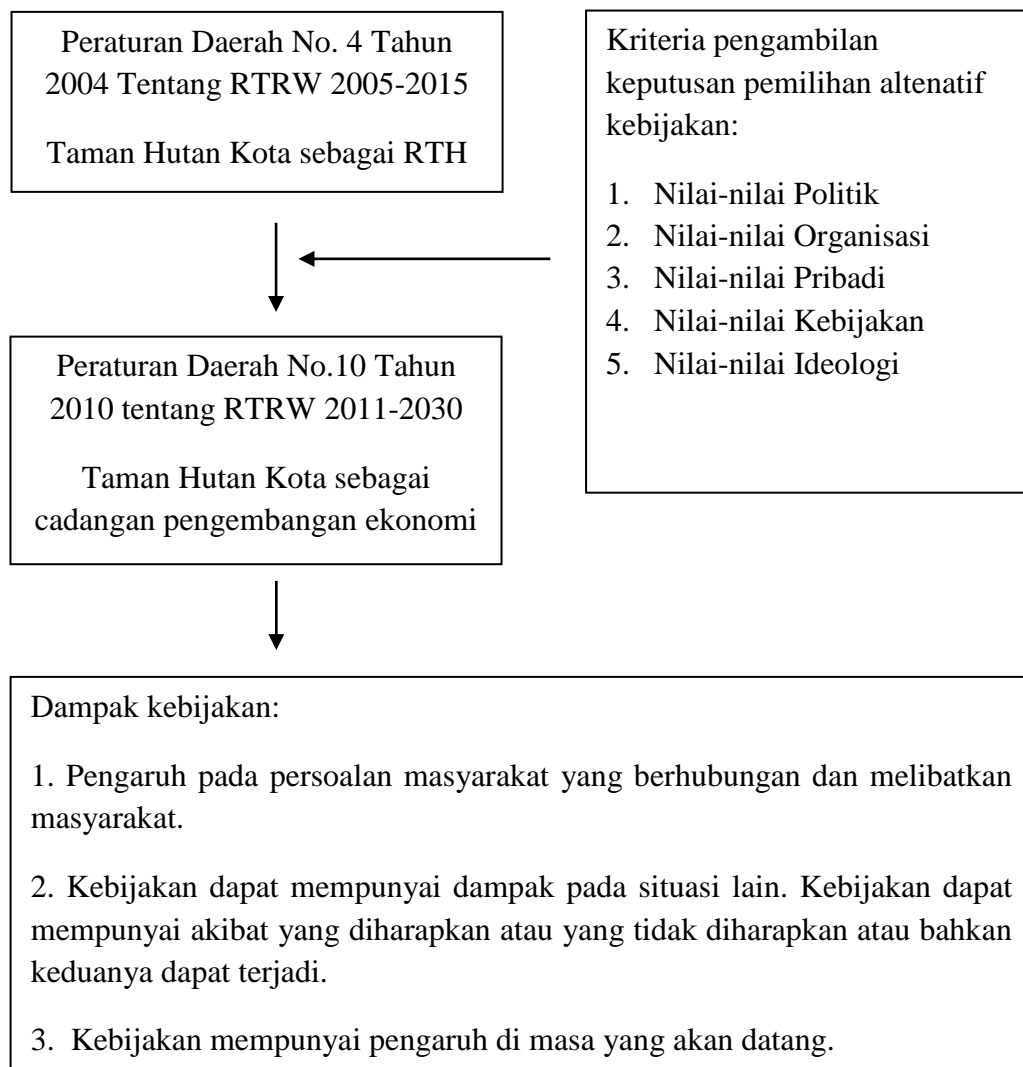 Peraturan Daerah No. 4 Tahun
2004 Tentang RTRW 2005-2015
Taman Hutan Kota sebagai RTH
Kriteria pengambilan
keputusan pemilihan altenatif
kebijakan:
1. Nilai-nilai Politik
2. Nilai-nilai Organisasi
3. Nilai-nilai Pribadi
4. Nilai-nilai Kebijakan
5. Nilai-nilai Ideologi
Peraturan Daerah No.10 Tahun
2010 tentang RTRW 2011-2030
Taman Hutan Kota sebagai
cadangan pengembangan ekonomi
Dampak kebijakan:
1. Pengaruh pada persoalan masyarakat yang berhubungan dan melibatkan
masyarakat.
2. Kebijakan dapat mempunyai dampak pada situasi lain. Kebijakan dapat
mempunyai akibat yang diharapkan atau yang tidak diharapkan atau bahkan
keduanya dapat terjadi.
3. Kebijakan mempunyai pengaruh di masa yang akan datang.